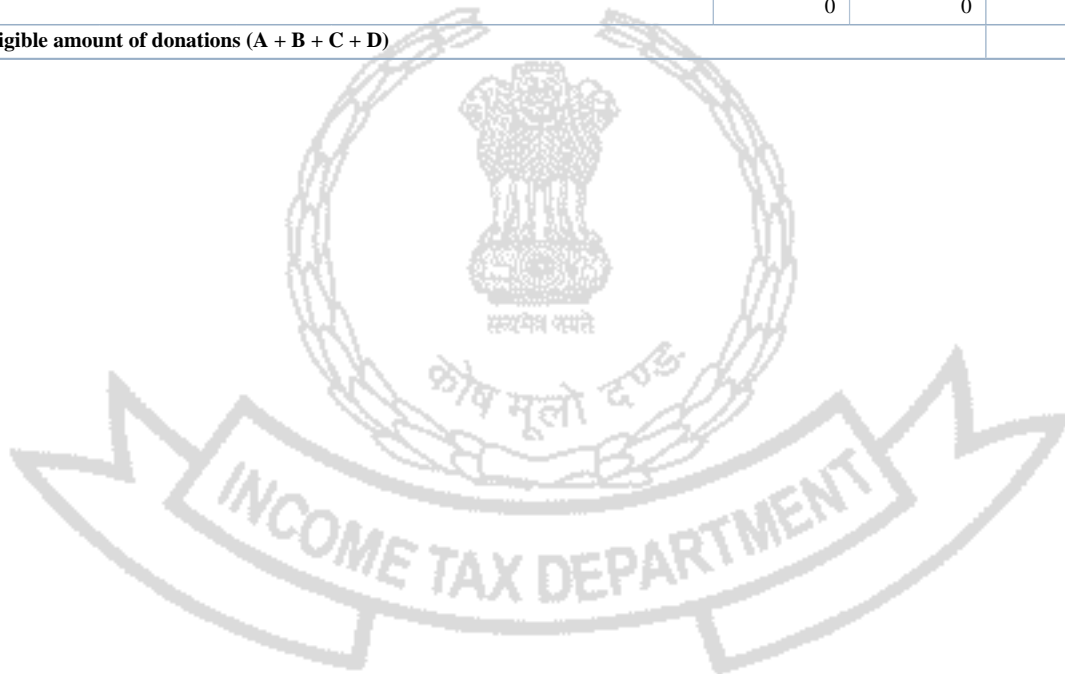 0 0
igible amount of donations (A + B + C + D)
सत्यमेव जयते
कोष मूलो दण्ड:
INCOME TAX DEPARTMENT